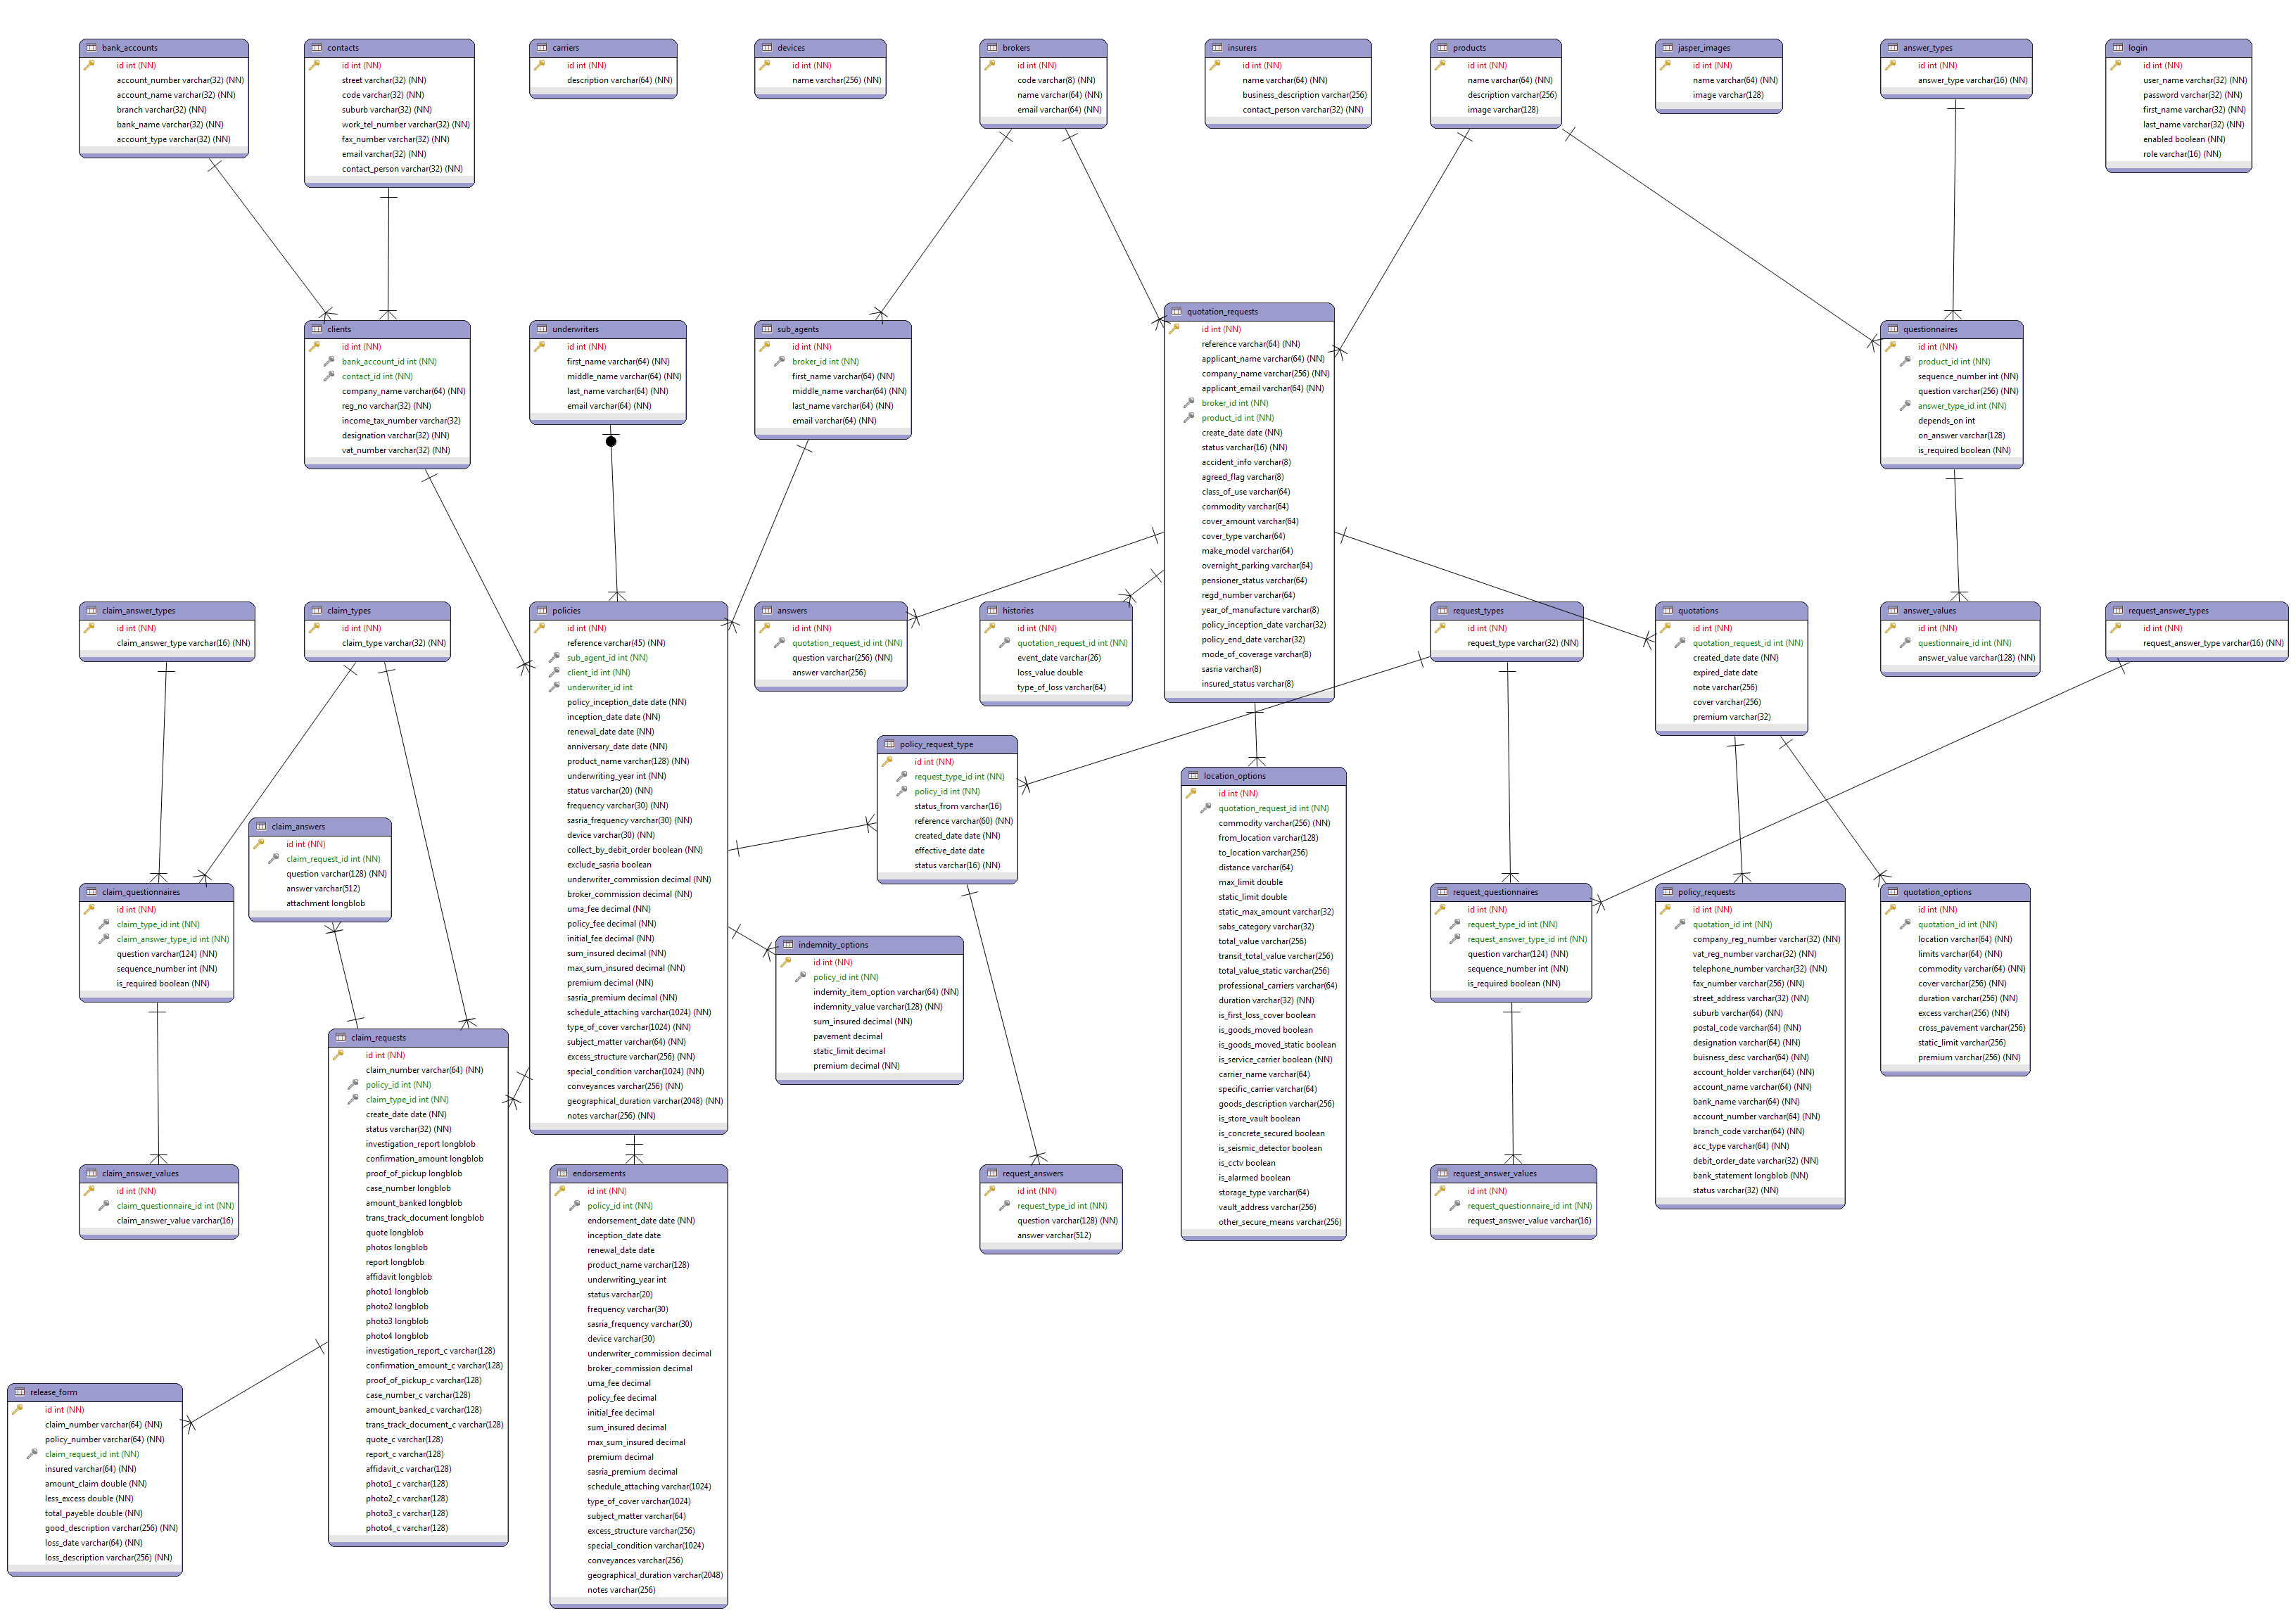 bank_accounts
id int (NN)
account_number varchar(32) (NN)
account_name varchar(32) (NN)
branch varchar(32) (NN)
bank_name varchar(32) (NN)
account_type varchar(32) (NN)
contacts
id int (NN)
street varchar(32) (NN)
code varchar(32) (NN)
suburb varchar(32) (NN)
work_tel_number varchar(32) (NN)
fax_number varchar(32) (NN)
email varchar(32) (NN)
contact_person varchar(32) (NN)
carriers
id int (NN)
description varchar(64) (NN)
devices
id int (NN)
name varchar(256) (NN)
brokers
id int (NN)
code varchar(8) (NN)
name varchar(64) (NN)
email varchar(64) (NN)
insurers
id int (NN)
name varchar(64) (NN)
business_description varchar(256)
contact_person varchar(32) (NN)
products
id int (NN)
name varchar(64) (NN)
description varchar(256)
image varchar(128)
jasper_images
id int (NN)
name varchar(64) (NN)
image varchar(128)
answer_types
id int (NN)
answer_type varchar(16) (NN)
login
id int (NN)
user_name varchar(32) (NN)
password varchar(32) (NN)
first_name varchar(32) (NN)
last_name varchar(32) (NN)
enabled boolean (NN)
role varchar(16) (NN)
clients
id int (NN)
bank_account_id int (NN)
contact_id int (NN)
company_name varchar(64) (NN)
reg_no varchar(32) (NN)
income_tax_number varchar(32)
designation varchar(32) (NN)
vat_number varchar(32) (NN)
underwriters
id int (NN)
first_name varchar(64) (NN)
middle_name varchar(64) (NN)
last_name varchar(64) (NN)
email varchar(64) (NN)
sub_agents
id int (NN)
broker_id int (NN)
first_name varchar(64) (NN)
middle_name varchar(64) (NN)
last_name varchar(64) (NN)
email varchar(64) (NN)
quotation_requests
id int (NN)
reference varchar(64) (NN)
applicant_name varchar(64) (NN)
company_name varchar(256) (NN)
applicant_email varchar(64) (NN)
broker_id int (NN)
product_id int (NN)
create_date date (NN)
status varchar(16) (NN)
accident_info varchar(8)
agreed_flag varchar(8)
class_of_use varchar(64)
commodity varchar(64)
cover_amount varchar(64)
cover_type varchar(64)
make_model varchar(64)
overnight_parking varchar(64)
pensioner_status varchar(64)
regd_number varchar(64)
year_of_manufacture varchar(8)
policy_inception_date varchar(32)
policy_end_date varchar(32)
mode_of_coverage varchar(8)
sasria varchar(8)
insured_status varchar(8)
questionnaires
id int (NN)
product_id int (NN)
sequence_number int (NN)
question varchar(256) (NN)
answer_type_id int (NN)
depends_on int
on_answer varchar(128)
is_required boolean (NN)
claim_answer_types
id int (NN)
claim_answer_type varchar(16) (NN)
claim_types
id int (NN)
claim_type varchar(32) (NN)
policies
id int (NN)
reference varchar(45) (NN)
sub_agent_id int (NN)
client_id int (NN)
underwriter_id int
policy_inception_date date (NN)
inception_date date (NN)
renewal_date date (NN)
anniversary_date date (NN)
product_name varchar(128) (NN)
underwriting_year int (NN)
status varchar(20) (NN)
frequency varchar(30) (NN)
sasria_frequency varchar(30) (NN)
device varchar(30) (NN)
collect_by_debit_order boolean (NN)
exclude_sasria boolean
underwriter_commission decimal (NN)
broker_commission decimal (NN)
uma_fee decimal (NN)
policy_fee decimal (NN)
initial_fee decimal (NN)
sum_insured decimal (NN)
max_sum_insured decimal (NN)
premium decimal (NN)
sasria_premium decimal (NN)
schedule_attaching varchar(1024) (NN)
type_of_cover varchar(1024) (NN)
subject_matter varchar(64) (NN)
excess_structure varchar(256) (NN)
special_condition varchar(1024) (NN)
conveyances varchar(256) (NN)
geographical_duration varchar(2048) (NN)
notes varchar(256) (NN)
answers
id int (NN)
quotation_request_id int (NN)
question varchar(256) (NN)
answer varchar(256)
histories
id int (NN)
quotation_request_id int (NN)
event_date varchar(26)
loss_value double
type_of_loss varchar(64)
request_types
id int (NN)
request_type varchar(32) (NN)
quotations
id int (NN)
quotation_request_id int (NN)
created_date date (NN)
expired_date date
note varchar(256)
cover varchar(256)
premium varchar(32)
answer_values
id int (NN)
questionnaire_id int (NN)
answer_value varchar(128) (NN)
request_answer_types
id int (NN)
request_answer_type varchar(16) (NN)
policy_request_type
id int (NN)
request_type_id int (NN)
policy_id int (NN)
status_from varchar(16)
reference varchar(60) (NN)
created_date date (NN)
effective_date date
status varchar(16) (NN)
location_options
id int (NN)
quotation_request_id int (NN)
commodity varchar(256) (NN)
from_location varchar(128)
to_location varchar(256)
distance varchar(64)
max_limit double
static_limit double
static_max_amount varchar(32)
sabs_category varchar(32)
total_value varchar(256)
transit_total_value varchar(256)
total_value_static varchar(256)
professional_carriers varchar(64)
duration varchar(32) (NN)
is_first_loss_cover boolean
is_goods_moved boolean
is_goods_moved_static boolean
is_service_carrier boolean (NN)
carrier_name varchar(64)
specific_carrier varchar(64)
goods_description varchar(256)
is_store_vault boolean
is_concrete_secured boolean
is_seismic_detector boolean
is_cctv boolean
is_alarmed boolean
storage_type varchar(64)
vault_address varchar(256)
other_secure_means varchar(256)
claim_answers
id int (NN)
claim_request_id int (NN)
question varchar(128) (NN)
answer varchar(512)
attachment longblob
claim_questionnaires
id int (NN)
claim_type_id int (NN)
claim_answer_type_id int (NN)
question varchar(124) (NN)
sequence_number int (NN)
is_required boolean (NN)
request_questionnaires
id int (NN)
request_type_id int (NN)
request_answer_type_id int (NN)
question varchar(124) (NN)
sequence_number int (NN)
is_required boolean (NN)
policy_requests
id int (NN)
quotation_id int (NN)
company_reg_number varchar(32) (NN)
vat_reg_number varchar(32) (NN)
telephone_number varchar(32) (NN)
fax_number varchar(256) (NN)
street_address varchar(32) (NN)
suburb varchar(64) (NN)
postal_code varchar(64) (NN)
designation varchar(64) (NN)
buisness_desc varchar(64) (NN)
account_holder varchar(64) (NN)
account_name varchar(64) (NN)
bank_name varchar(64) (NN)
account_number varchar(64) (NN)
branch_code varchar(64) (NN)
acc_type varchar(64) (NN)
debit_order_date varchar(32) (NN)
bank_statement longblob (NN)
status varchar(32) (NN)
quotation_options
id int (NN)
quotation_id int (NN)
location varchar(64) (NN)
limits varchar(64) (NN)
commodity varchar(64) (NN)
cover varchar(256) (NN)
duration varchar(256) (NN)
excess varchar(256) (NN)
cross_pavement varchar(256)
static_limit varchar(256)
premium varchar(256) (NN)
indemnity_options
id int (NN)
policy_id int (NN)
indemity_item_option varchar(64) (NN)
indemnity_value varchar(128) (NN)
sum_insured decimal (NN)
pavement decimal
static_limit decimal
premium decimal (NN)
claim_requests
id int (NN)
claim_number varchar(64) (NN)
policy_id int (NN)
claim_type_id int (NN)
create_date date (NN)
status varchar(32) (NN)
investigation_report longblob
confirmation_amount longblob
proof_of_pickup longblob
case_number longblob
amount_banked longblob
trans_track_document longblob
quote longblob
photos longblob
report longblob
affidavit longblob
photo1 longblob
photo2 longblob
photo3 longblob
photo4 longblob
investigation_report_c varchar(128)
confirmation_amount_c varchar(128)
proof_of_pickup_c varchar(128)
case_number_c varchar(128)
amount_banked_c varchar(128)
trans_track_document_c varchar(128)
quote_c varchar(128)
report_c varchar(128)
affidavit_c varchar(128)
photo1_c varchar(128)
photo2_c varchar(128)
photo3_c varchar(128)
photo4_c varchar(128)
claim_answer_values
id int (NN)
claim_questionnaire_id int (NN)
claim_answer_value varchar(16)
endorsements
id int (NN)
policy_id int (NN)
endorsement_date date (NN)
inception_date date
renewal_date date
product_name varchar(128)
underwriting_year int
status varchar(20)
frequency varchar(30)
sasria_frequency varchar(30)
device varchar(30)
underwriter_commission decimal
broker_commission decimal
uma_fee decimal
policy_fee decimal
initial_fee decimal
sum_insured decimal
max_sum_insured decimal
premium decimal
sasria_premium decimal
schedule_attaching varchar(1024)
type_of_cover varchar(1024)
subject_matter varchar(64)
excess_structure varchar(256)
special_condition varchar(1024)
conveyances varchar(256)
geographical_duration varchar(2048)
notes varchar(256)
request_answers
id int (NN)
request_type_id int (NN)
question varchar(128) (NN)
answer varchar(512)
request_answer_values
id int (NN)
request_questionnaire_id int (NN)
request_answer_value varchar(16)
release_form
id int (NN)
claim_number varchar(64) (NN)
policy_number varchar(64) (NN)
claim_request_id int (NN)
insured varchar(64) (NN)
amount_claim double (NN)
less_excess double (NN)
total_payeble double (NN)
good_description varchar(256) (NN)
loss_date varchar(64) (NN)
loss_description varchar(256) (NN)